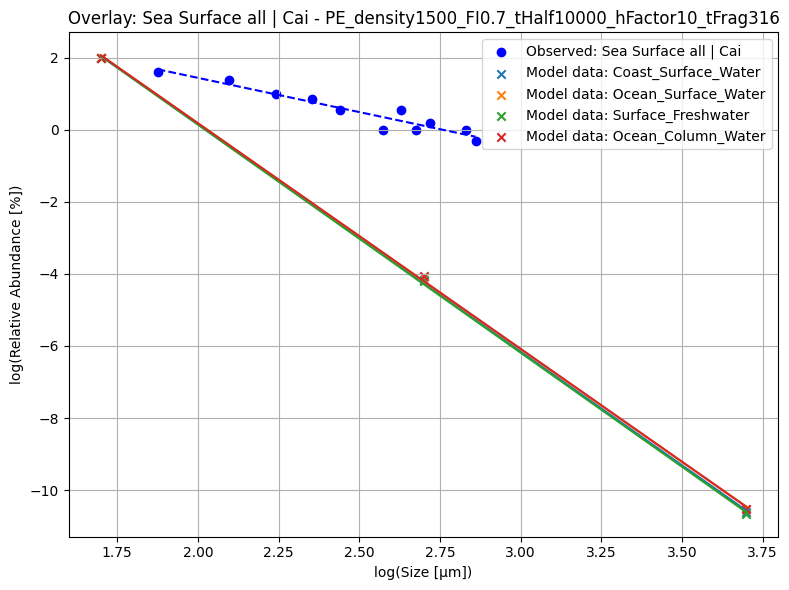 Overlay: Sea Surface all | Cai - PE_density1500_FI0.7_tHalf10000_hFactor10_tFrag316
Observed: Sea Surface all | Cai
Model data: Coast_Surface_Water
Model data: Ocean_Surface_Water
Model data: Surface_Freshwater
Model data: Ocean_Column_Water
log(Relative Abundance [%])
2
0
−2
−4
−6
−8
−10
1.75 2.00 2.25 2.50 2.75 3.00 3.25 3.50 3.75
log(Size [μm])